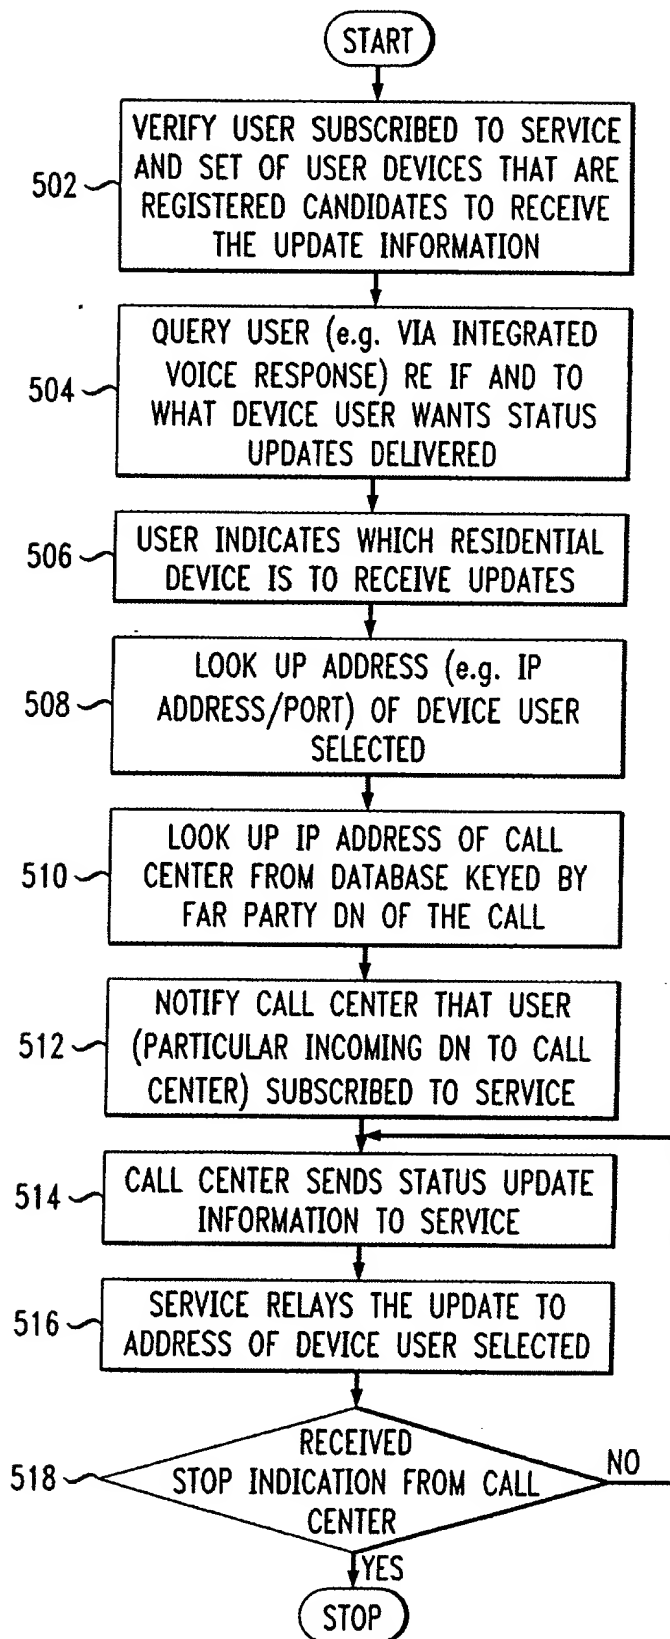 START
502
VERIFY USER SUBSCRIBED TO SERVICE
AND SET OF USER DEVICES THAT ARE
REGISTERED CANDIDATES TO RECEIVE
THE UPDATE INFORMATION
504
QUERY USER (e.g. VIA INTEGRATED
VOICE RESPONSE) RE IF AND TO
WHAT DEVICE USER WANTS STATUS
UPDATES DELIVERED
506
USER INDICATES WHICH RESIDENTIAL
DEVICE IS TO RECEIVE UPDATES
508
LOOK UP ADDRESS (e.g. IP
ADDRESS/PORT) OF DEVICE USER
SELECTED
510
LOOK UP IP ADDRESS OF CALL
CENTER FROM DATABASE KEYED BY
FAR PARTY DN OF THE CALL
512
NOTIFY CALL CENTER THAT USER
(PARTICULAR INCOMING DN TO CALL
CENTER) SUBSCRIBED TO SERVICE
514
CALL CENTER SENDS STATUS UPDATE
INFORMATION TO SERVICE
516
SERVICE RELAYS THE UPDATE TO
ADDRESS OF DEVICE USER SELECTED
518
RECEIVED
STOP INDICATION FROM CALL
CENTER
NO
YES
STOP